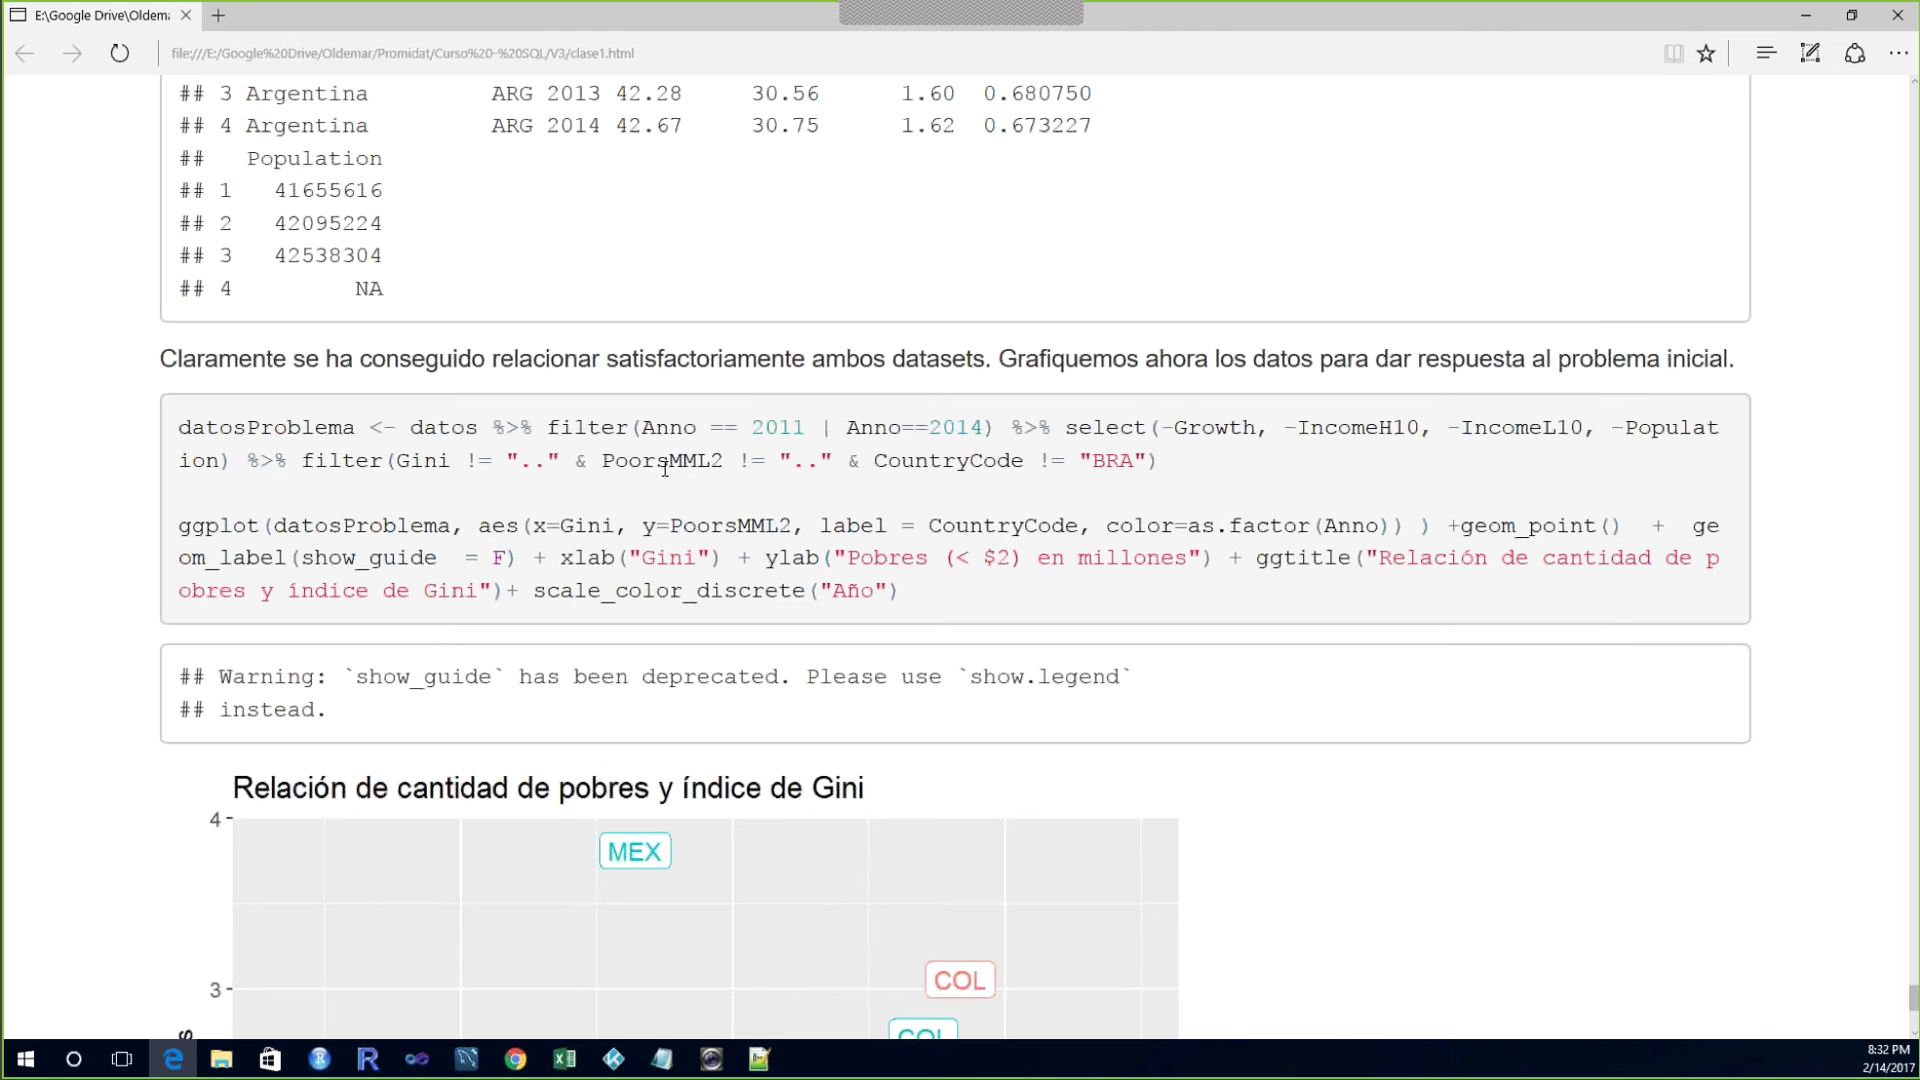 E:\Google Drive\Oldema
file:///E:/Google%20Drive/Oldemar/Promidat/Curso%20-%20SQL/V3/clase1.html
## 3 Argentina ARG 2013 42.28 30.56 1.60 0.680750
## 4 Argentina ARG 2014 42.67 30.75 1.62 0.673227
## Population
## 1 41655616
## 2 42095224
## 3 42538304
## 4 NA
Claramente se ha conseguido relacionar satisfactoriamente ambos datasets. Grafiquemos ahora los datos para dar respuesta al problema inicial.
datosProblema <- datos %>% filter(Anno == 2011 | Anno==2014) %>% select(-Growth, -IncomeH10, -IncomeL10, -Populat
ion) %>% filter(Gini != ".." & PoorsMML2 != ".." & CountryCode != "BRA")
ggplot(datosProblema, aes(x=Gini, y=PoorsMML2, label = CountryCode, color=as.factor(Anno)) ) +geom_point() + ge
om_label(show_guide = F) + xlab("Gini") + ylab("Pobres (< $2) en millones") + ggtitle("Relación de cantidad de p
obres y índice de Gini")+ scale_color_discrete("Año")
## Warning: `show_guide` has been deprecated. Please use `show.legend`
## instead.
Relación de cantidad de pobres y índice de Gini
4
MEX
COL
3
COL
s
8:32 PM
2/14/2017